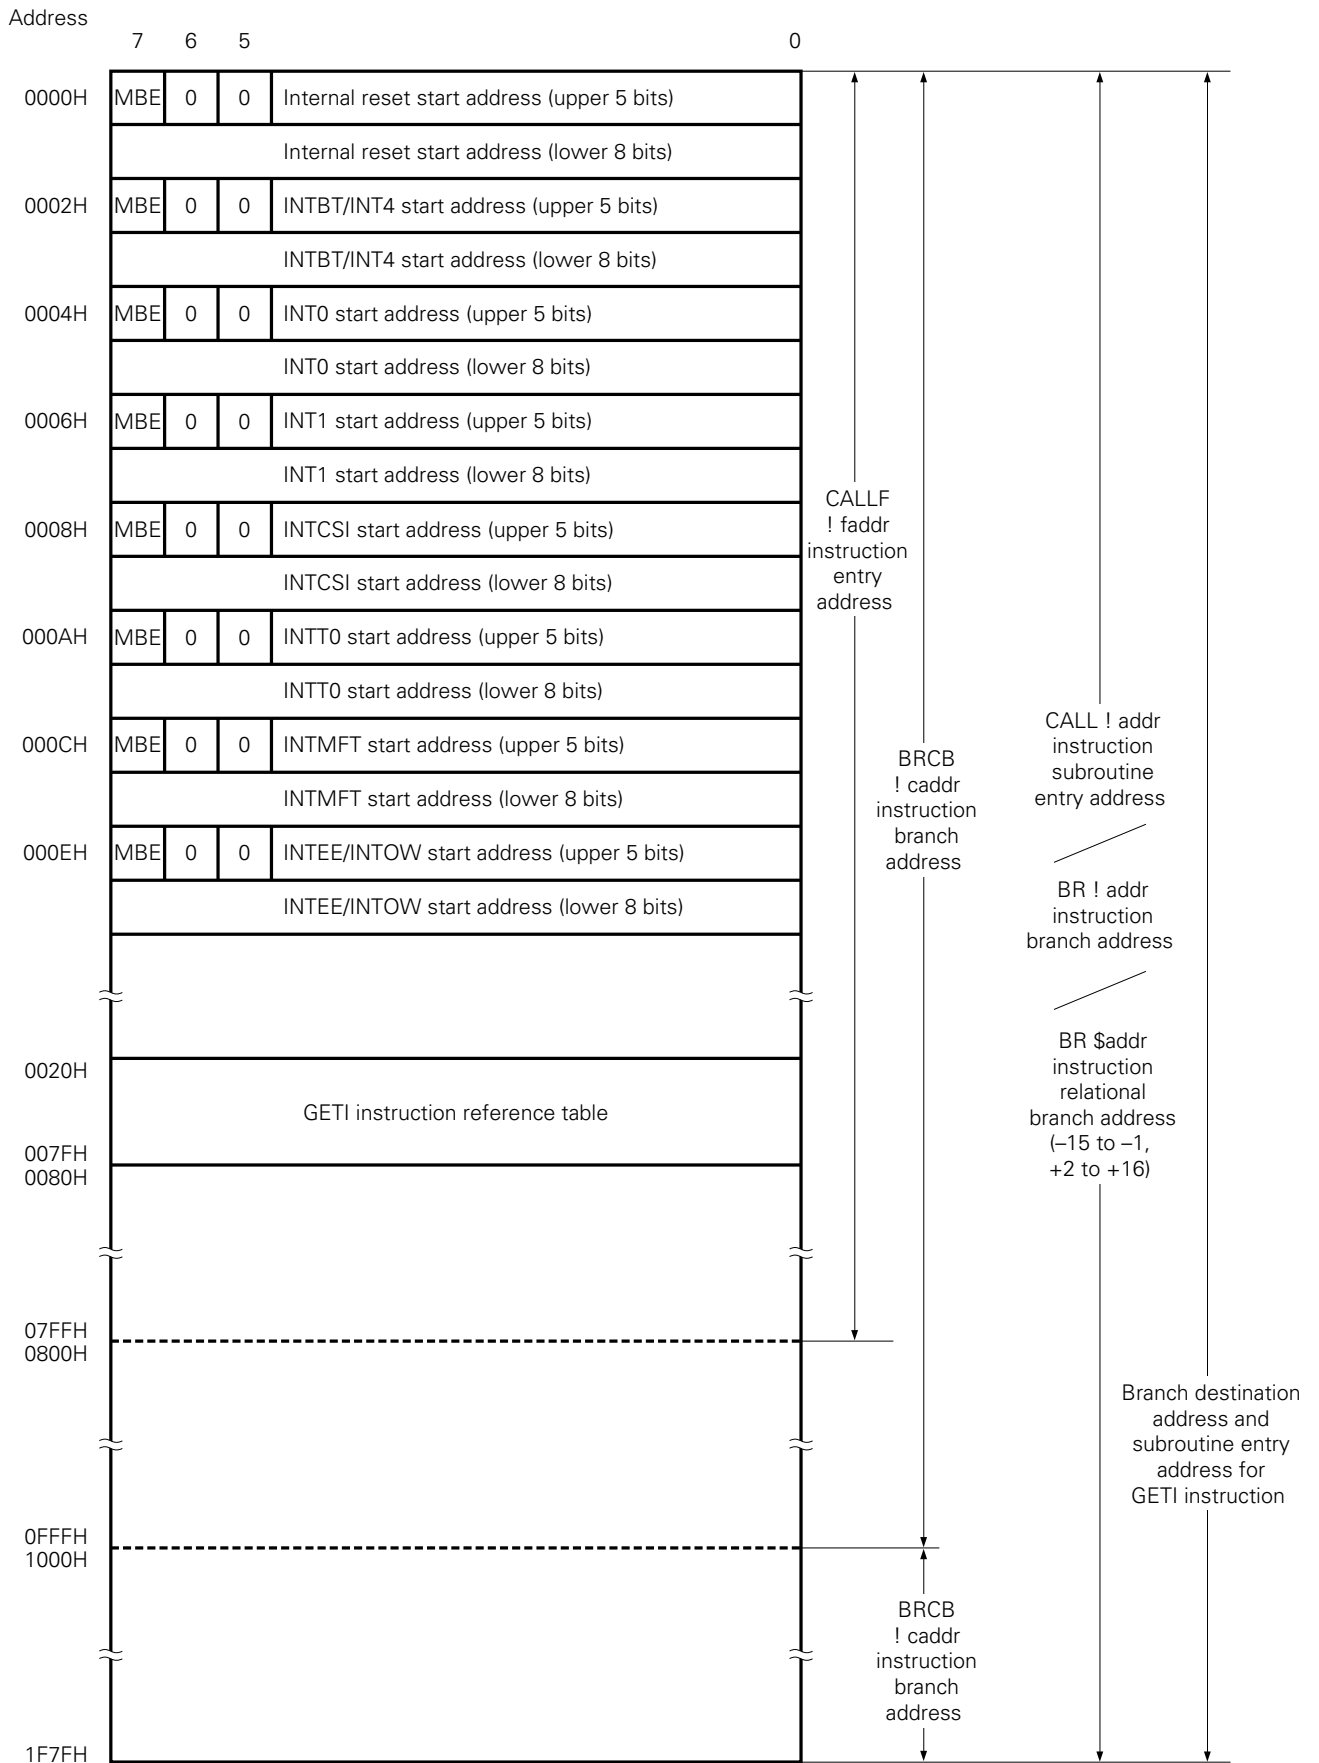 Address
7 6 5 0
0000H MBE 0 0 Internal reset start address (upper 5 bits)
Internal reset start address (lower 8 bits)
0002H MBE 0 0 INTBT/INT4 start address (upper 5 bits)
INTBT/INT4 start address (lower 8 bits)
0004H MBE 0 0 INT0 start address (upper 5 bits)
INT0 start address (lower 8 bits)
0006H MBE 0 0 INT1 start address (upper 5 bits)
INT1 start address (lower 8 bits)
0008H MBE 0 0 INTCSI start address (upper 5 bits)
INTCSI start address (lower 8 bits)
000AH MBE 0 0 INTT0 start address (upper 5 bits)
INTT0 start address (lower 8 bits)
000CH MBE 0 0 INTMFT start address (upper 5 bits)
INTMFT start address (lower 8 bits)
000EH MBE 0 0 INTEE/INTOW start address (upper 5 bits)
INTEE/INTOW start address (lower 8 bits)
0020H
GETI instruction reference table
007FH
0080H
07FFH
0800H
0FFFH
1000H
1F7FH
CALLF
! faddr
instruction
entry
address
BRCB
! caddr
instruction
branch
address
BRCB
! caddr
instruction
branch
address
CALL ! addr
instruction
subroutine
entry address
BR ! addr
instruction
branch address
BR $addr
instruction
relational
branch address
(–15 to –1,
+2 to +16)
Branch destination
address and
subroutine entry
address for
GETI instruction